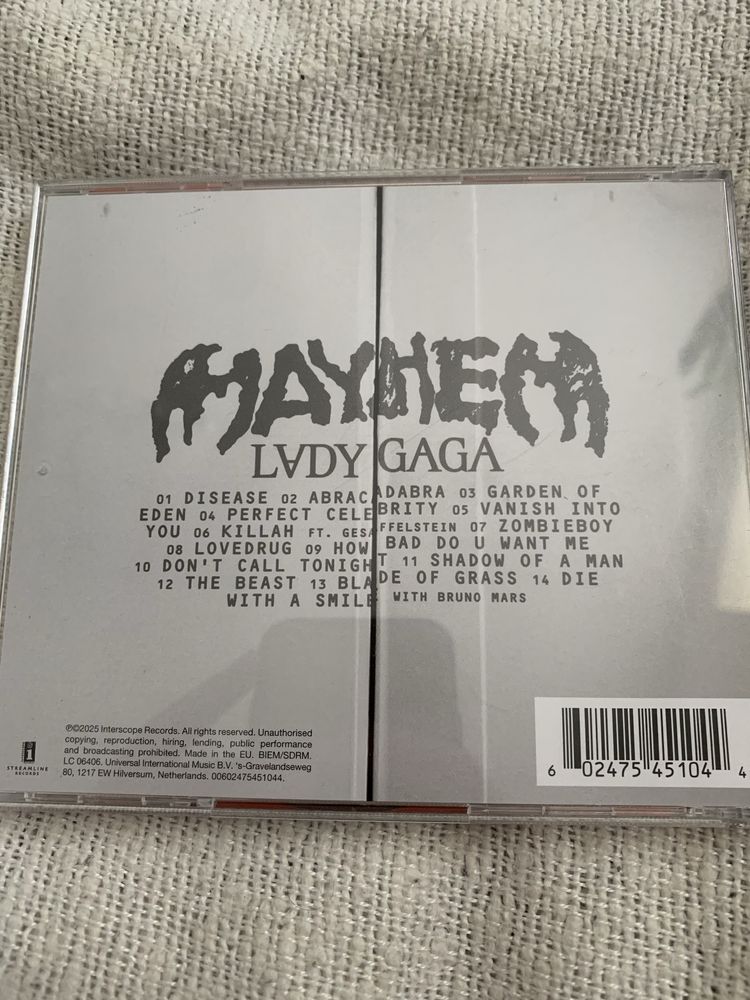 MAYHEM
LADY GAGA
01 DISEASE 02 ABRACADABRA 03 GARDEN OF
EDEN 04 PERFECT CELEBRITY 05 VANISH INTO
YOU 06 KILLAH FT. GESAFFELSTEIN 07 ZOMBIEBOY
08 LOVEDRUG 09 HOW BAD DO U WANT ME
10 DON'T CALL TONIGHT 11 SHADOW OF A MAN
12 THE BEAST 13 BLADE OF GRASS 14 DIE
WITH A SMILE WITH BRUNO MARS
℗©2025 Interscope Records. All rights reserved. Unauthorised
copying, reproduction, hiring, lending, public performance
and broadcasting prohibited. Made in the EU. BIEM/SDRM.
LC 06406. Universal International Music B.V. 's-Gravelandseweg
80, 1217 EW Hilversum, Netherlands. 00602475451044.
i
STREAMLINE
RECORDS
6 02475 45104 4